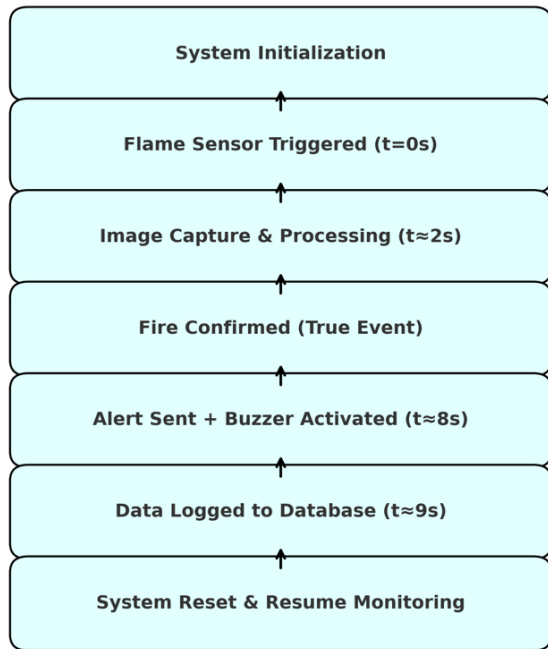 System Initialization
Flame Sensor Triggered (t=0s)
Image Capture & Processing (t≈2s)
Fire Confirmed (True Event)
Alert Sent + Buzzer Activated (t≈8s)
Data Logged to Database (t≈9s)
System Reset & Resume Monitoring